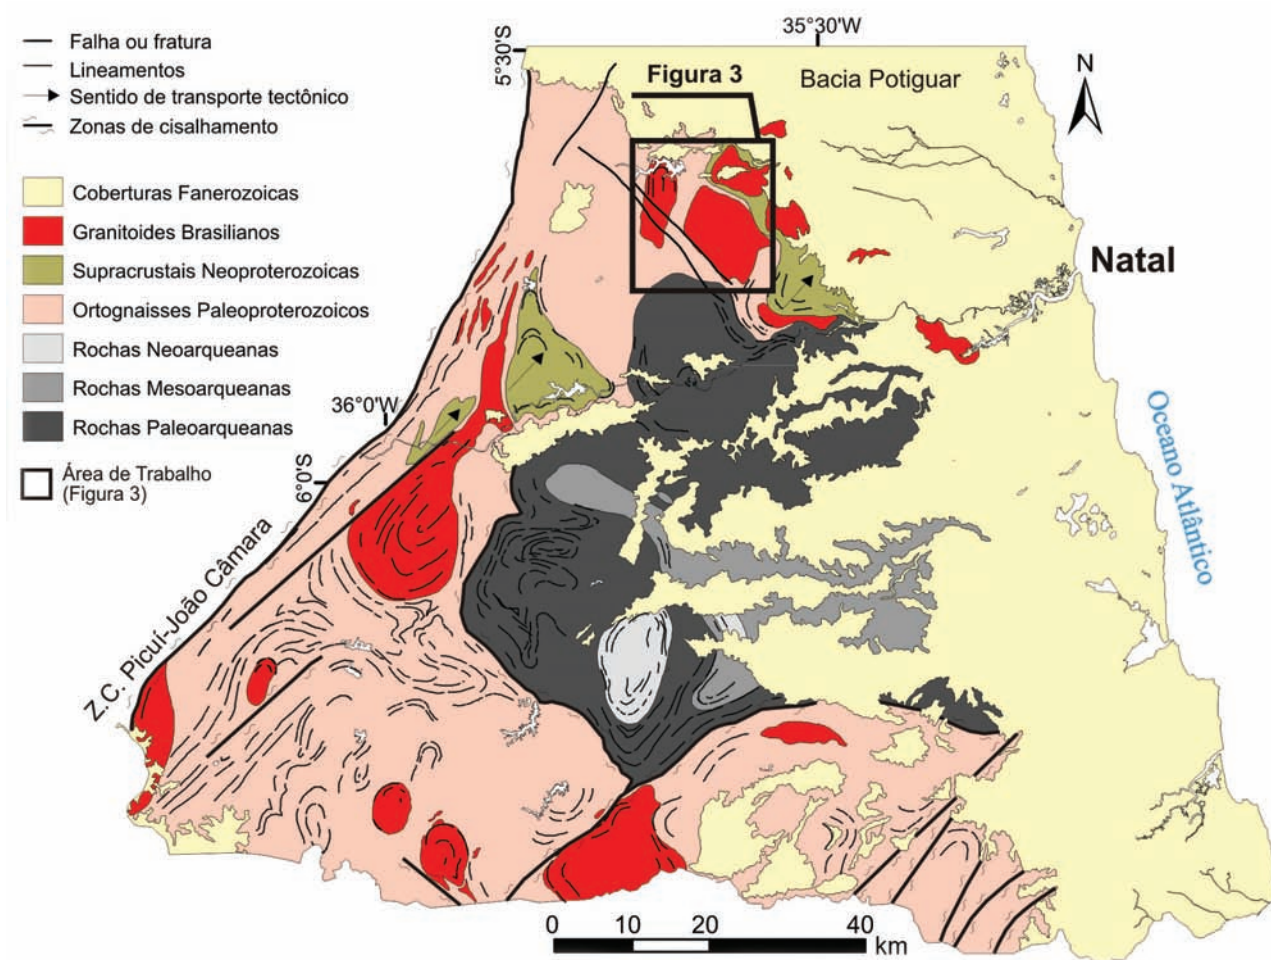 Falha ou fratura
Lineamentos
Sentido de transporte tectônico
Zonas de cisalhamento
Coberturas Fanerozoicas
Granitoides Brasilianos
Supracrustais Neoproterozoicas
Ortognaisses Paleoproterozoicos
Rochas Neoarqueanas
Rochas Mesoarqueanas
Rochas Paleoarqueanas
Área de Trabalho
(Figura 3)
35°30'W
5°30'S
Figura 3
Bacia Potiguar
N
Natal
36°0'W
6°0'S
Oceano Atlântico
Z.C. Picuí-João Câmara
0 10 20 40
km